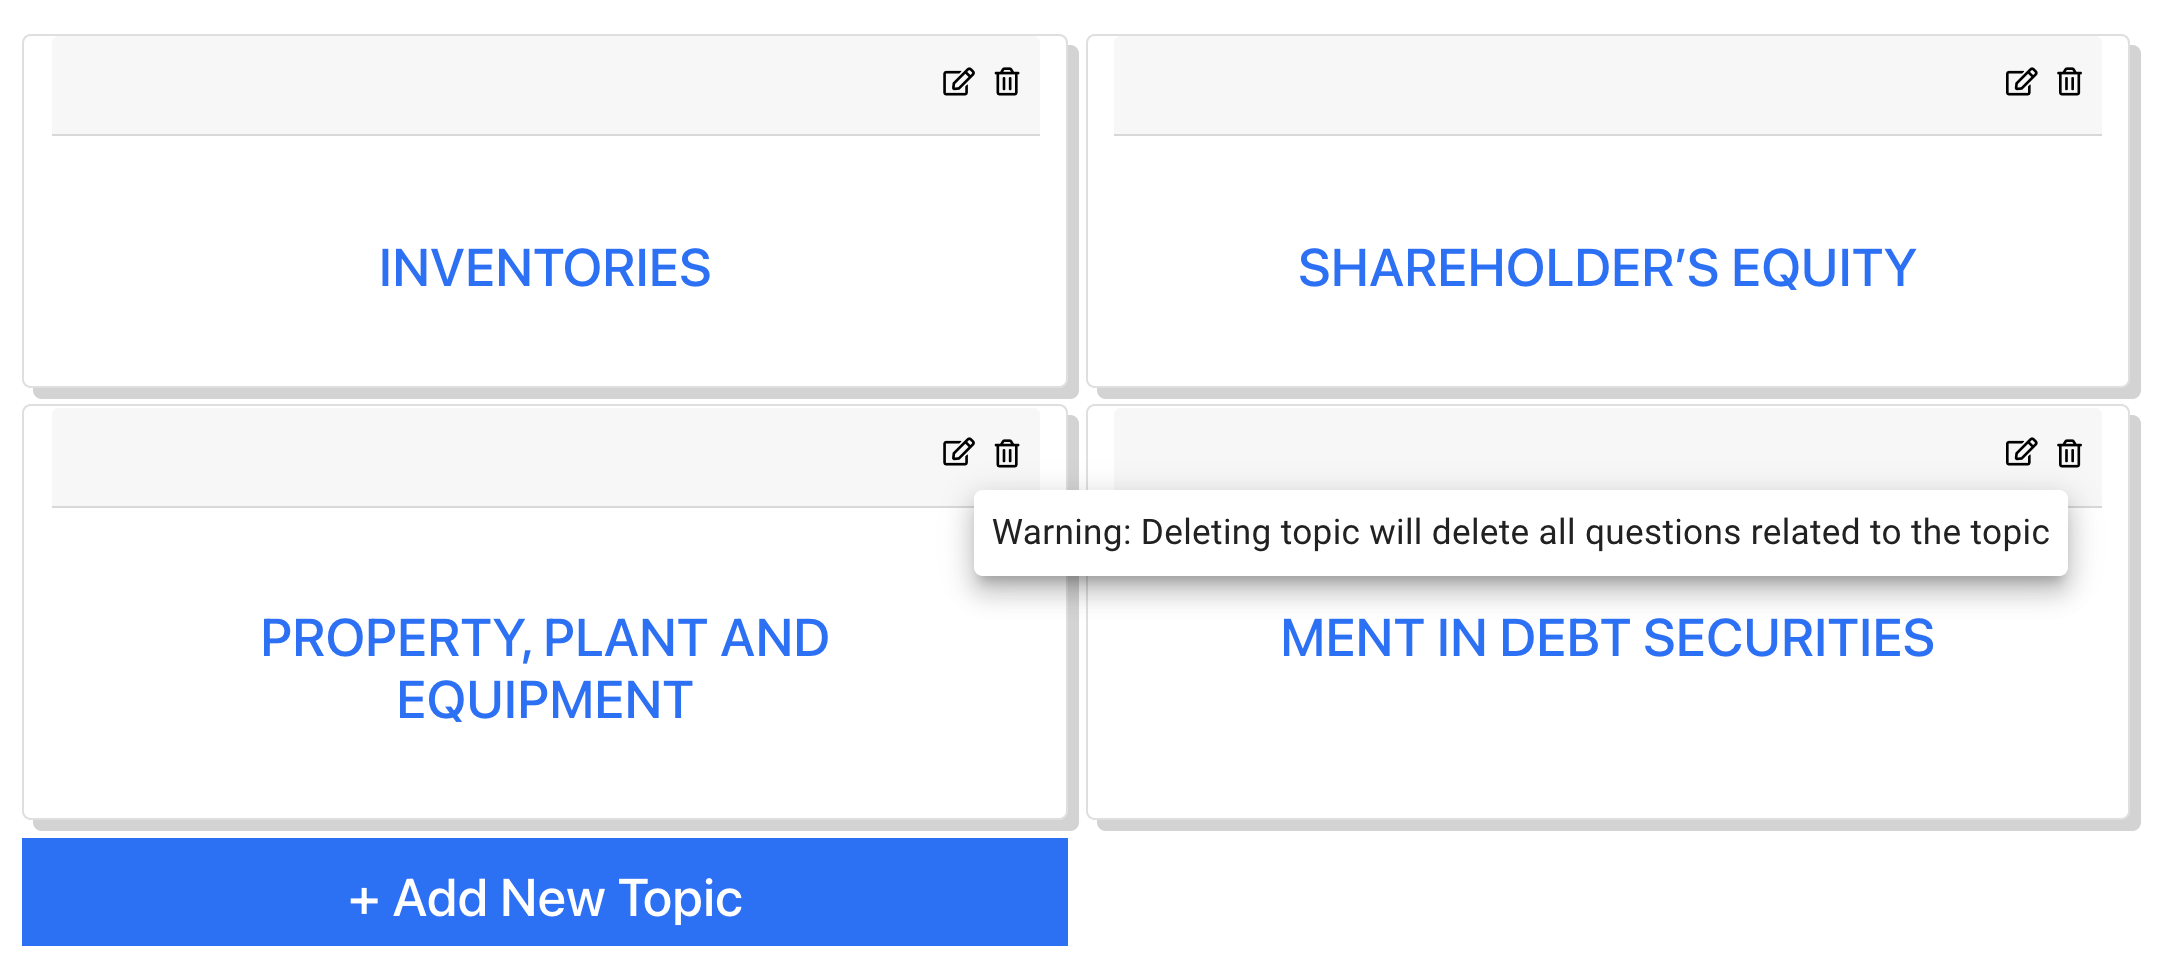 INVENTORIES
SHAREHOLDER’S EQUITY
Warning: Deleting topic will delete all questions related to the topic
PROPERTY, PLANT AND
EQUIPMENT
MENT IN DEBT SECURITIES
+ Add New Topic